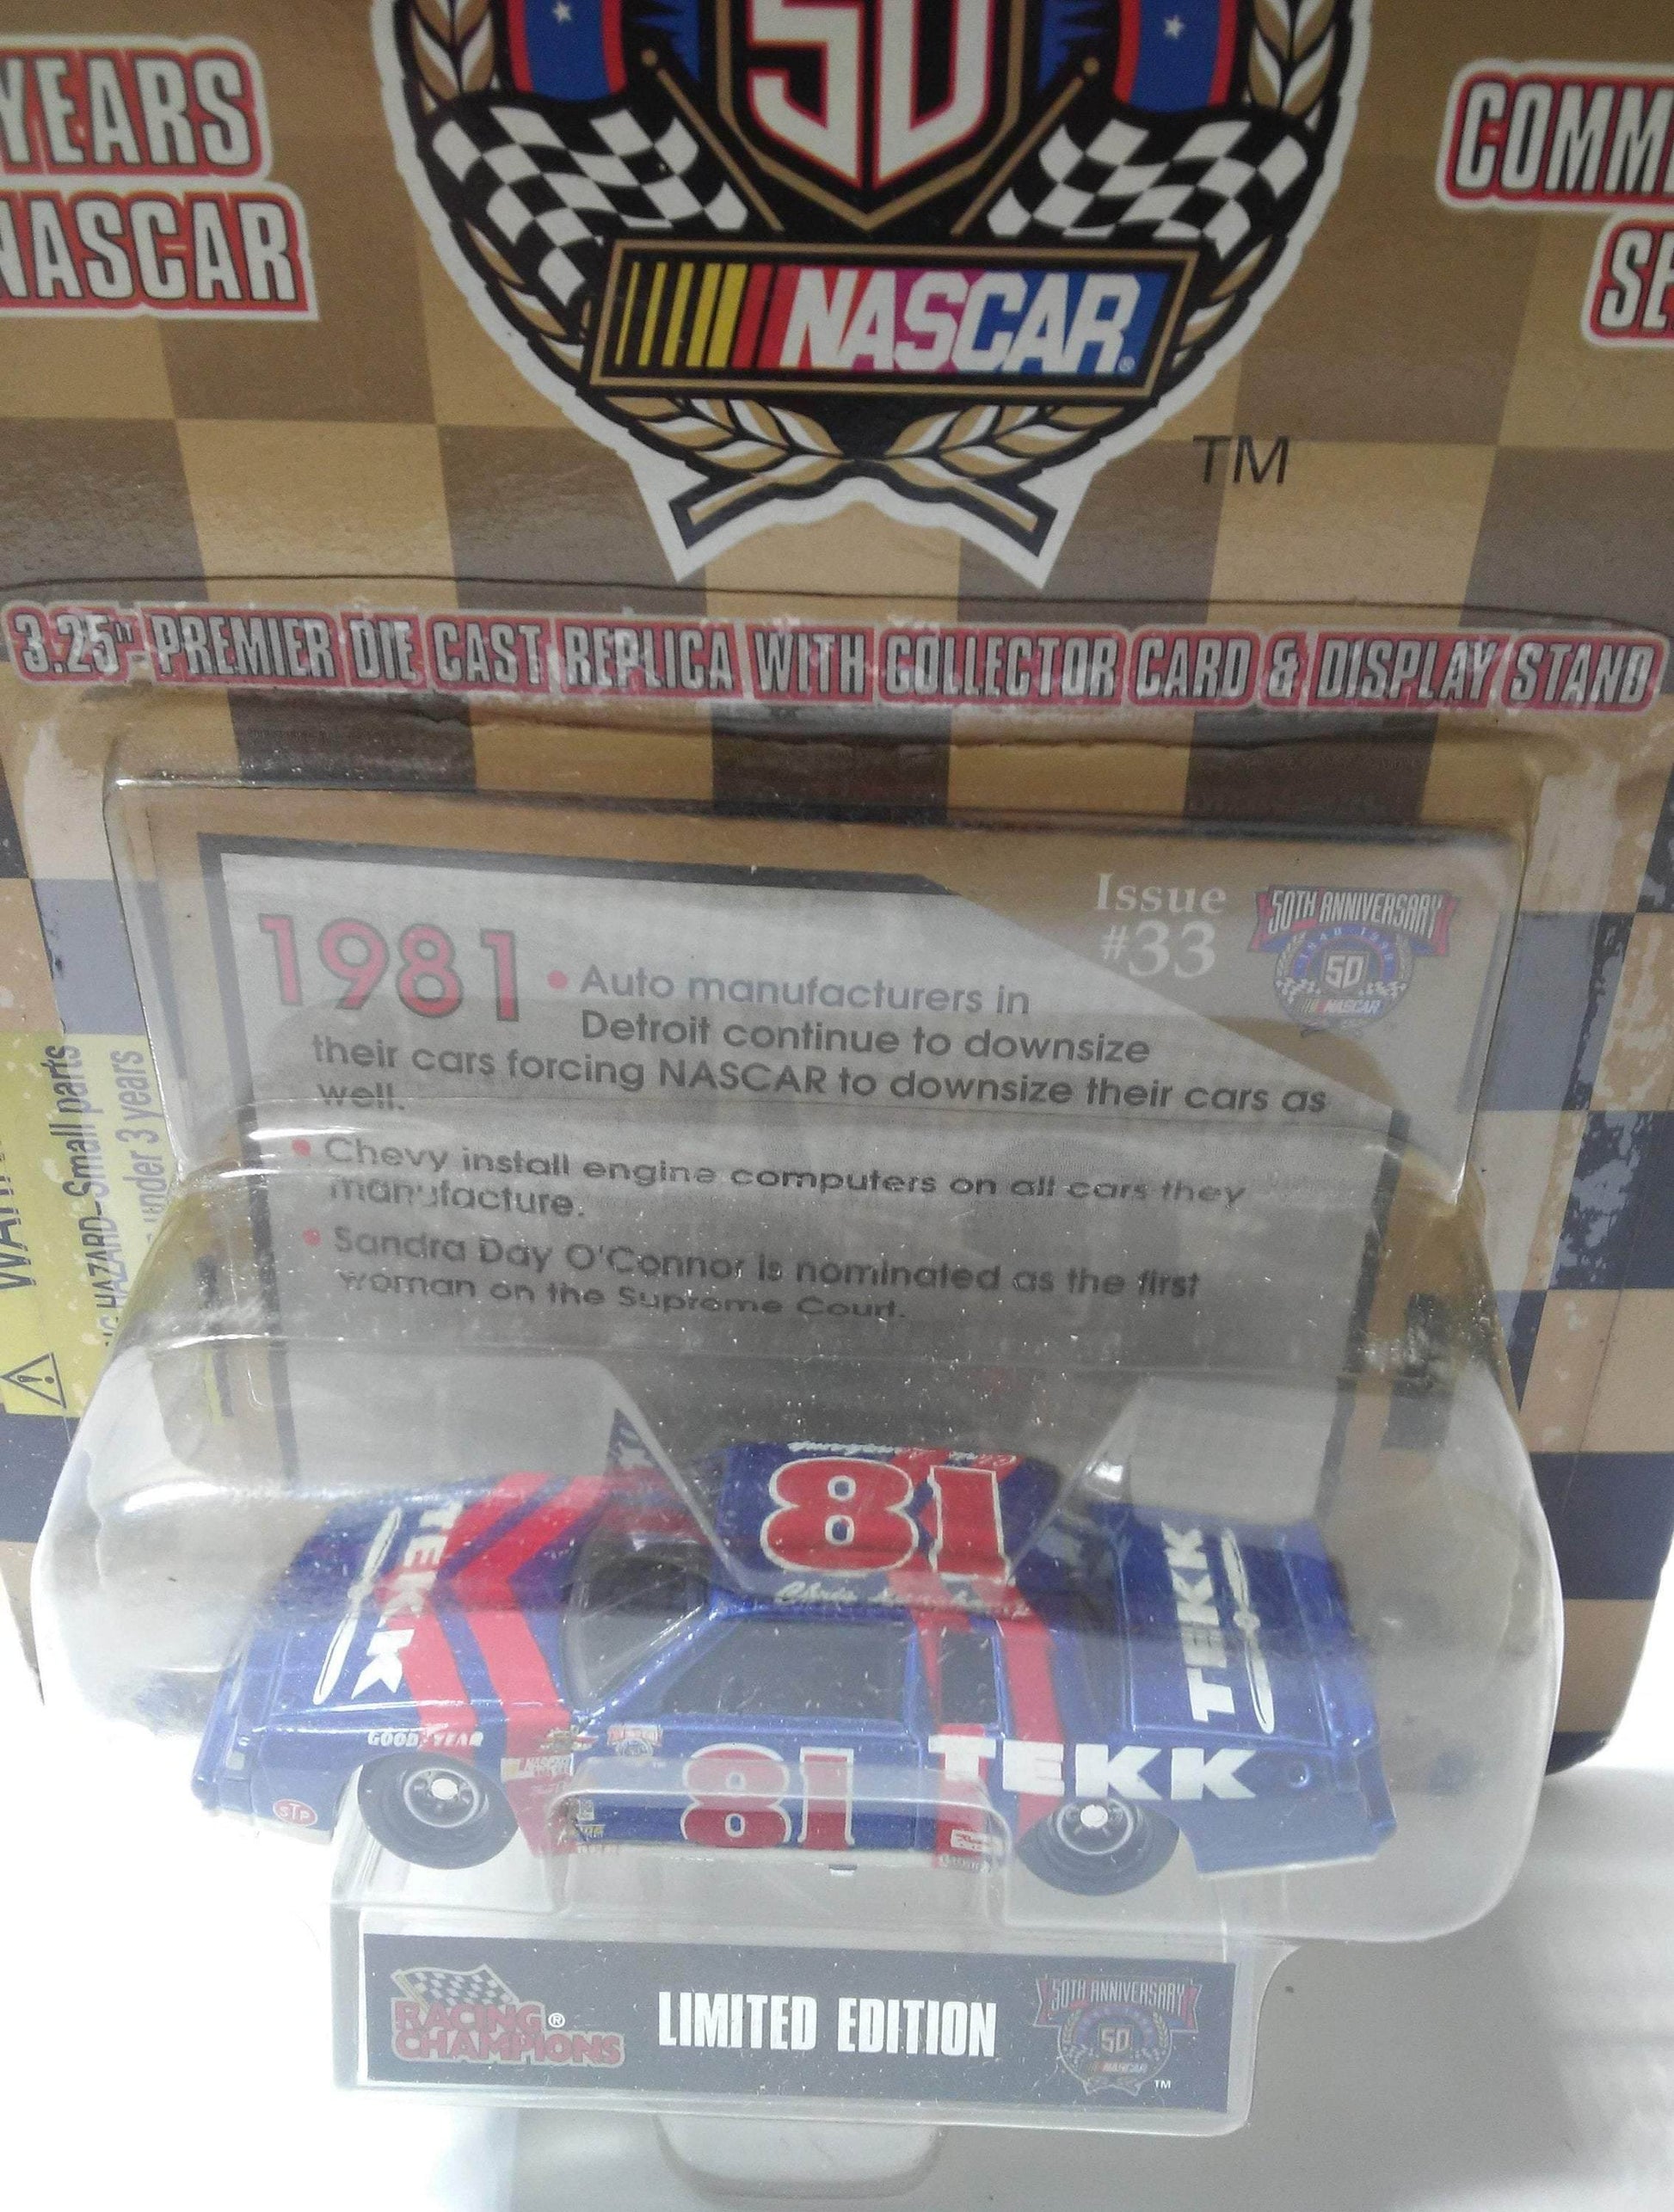 50
YEARS
NASCAR
COMM
SE
NASCAR®
TM
3.25" PREMIER DIE CAST REPLICA WITH COLLECTOR CARD & DISPLAY STAND
Issue
#33
50TH ANNIVERSARY
50
NASCAR
1981
• Auto manufacturers in
Detroit continue to downsize
their cars forcing NASCAR to downsize their cars as
well.
• Chevy install engine computers on all cars they
manufacture.
• Sandra Day O'Connor is nominated as the first
woman on the Supreme Court.
HAZARD-Small parts
under 3 years
81
Chris
TEKK
TEKK
GOOD YEAR
STP
81
TEKK
RACING®
CHAMPIONS
LIMITED EDITION
50TH ANNIVERSARY
50
NASCAR
TM